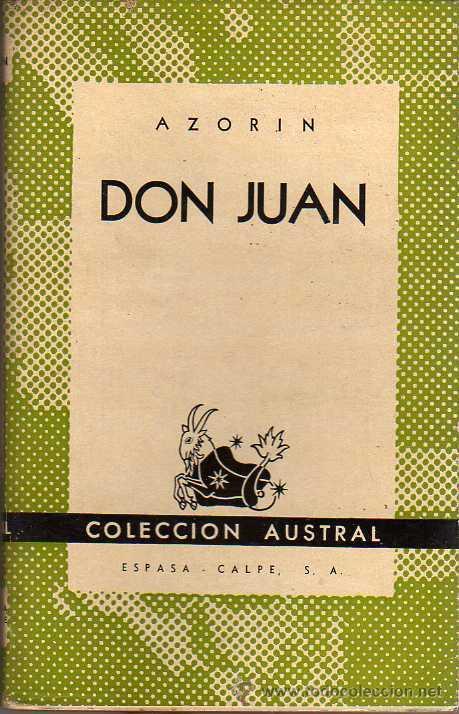 AZORIN
DON JUAN
COLECCION AUSTRAL
ESPASA - CALPE, S. A.
www.todocoleccion.net